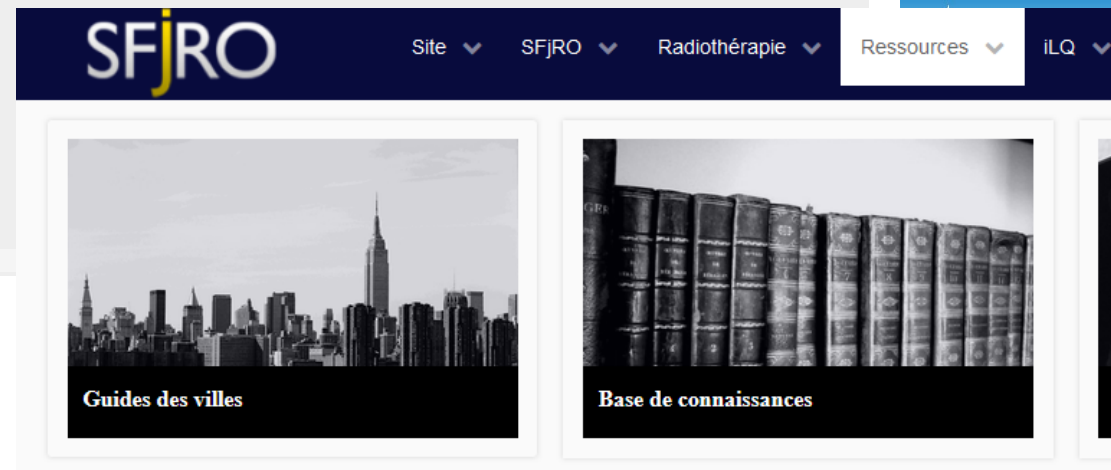 SFjRO
Site SFjRO Radiothérapie Ressources iLQ
Guides des villes
Base de connaissances